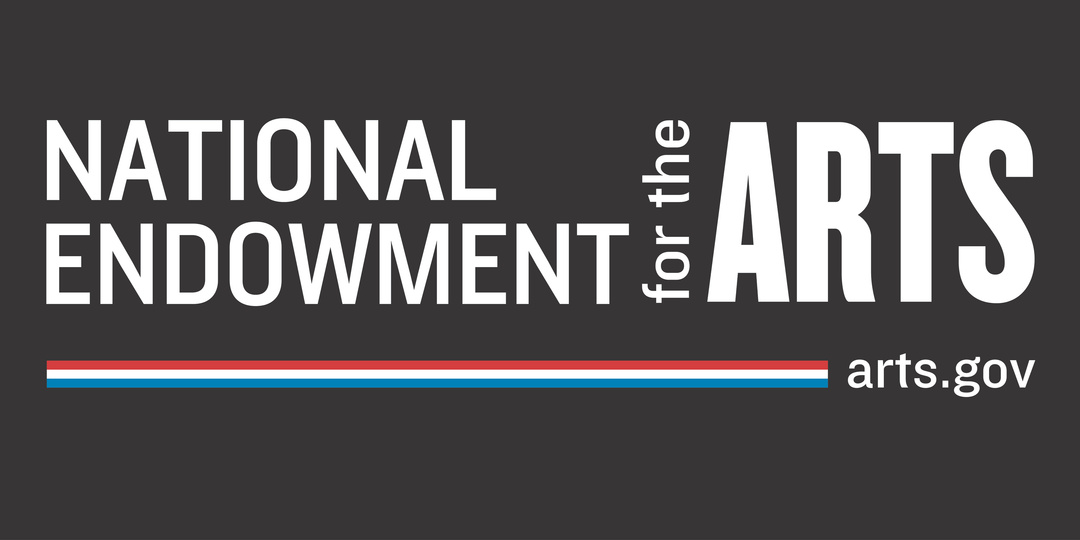 NATIONAL
ENDOWMENT
for the
ARTS
arts.gov